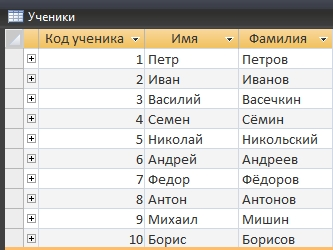 Ученики
Код ученика Имя Фамилия
1 Петр Петров
2 Иван Иванов
3 Василий Васечкин
4 Семен Сёмин
5 Николай Никольский
6 Андрей Андреев
7 Федор Фёдоров
8 Антон Антонов
9 Михаил Мишин
10 Борис Борисов